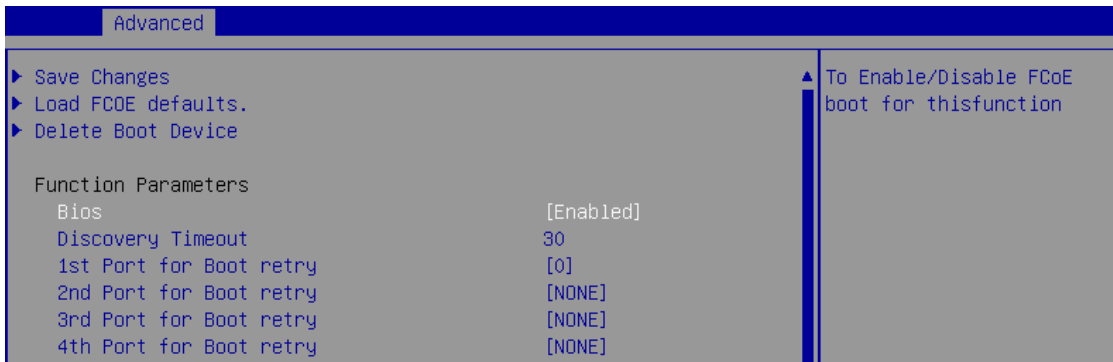 Advanced
Save Changes
Load FCOE defaults.
Delete Boot Device
Function Parameters
Bios [Enabled]
Discovery Timeout 30
1st Port for Boot retry [0]
2nd Port for Boot retry [NONE]
3rd Port for Boot retry [NONE]
4th Port for Boot retry [NONE]
To Enable/Disable FCoE
boot for thisfunction